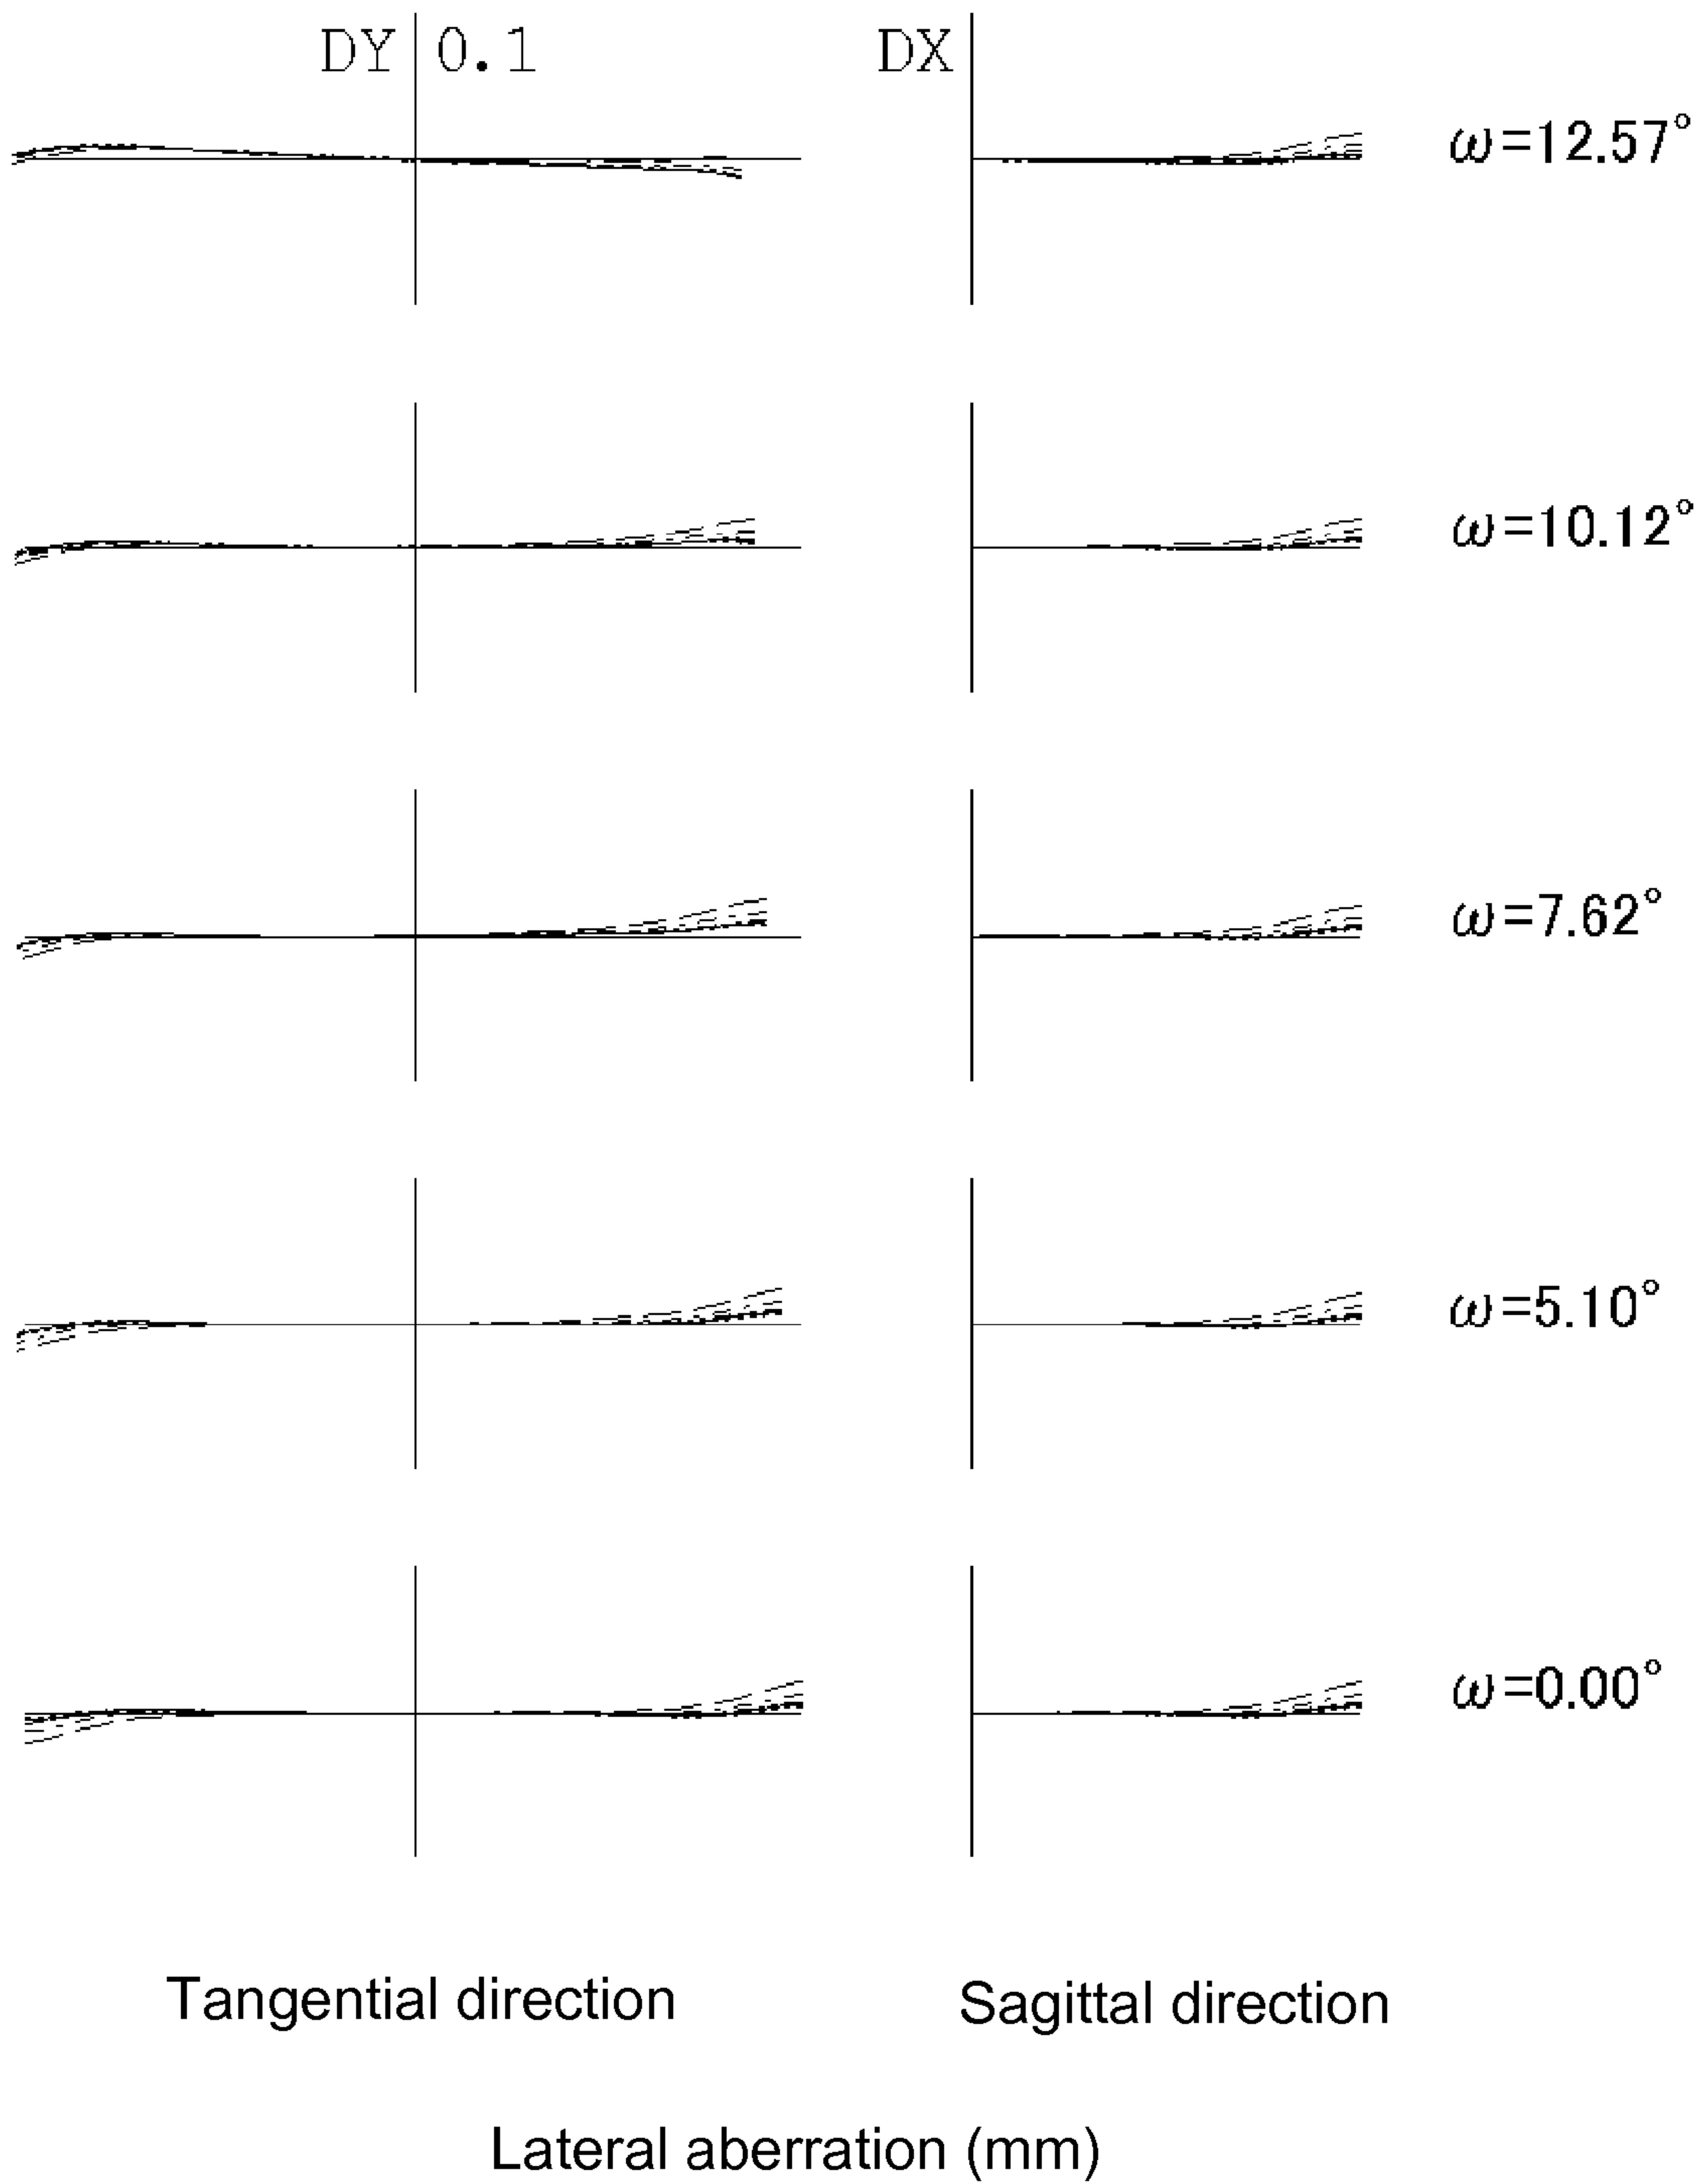 DY 0.1 DX
ω=12.57°
ω=10.12°
ω=7.62°
ω=5.10°
ω=0.00°
Tangential direction Sagittal direction
Lateral aberration (mm)